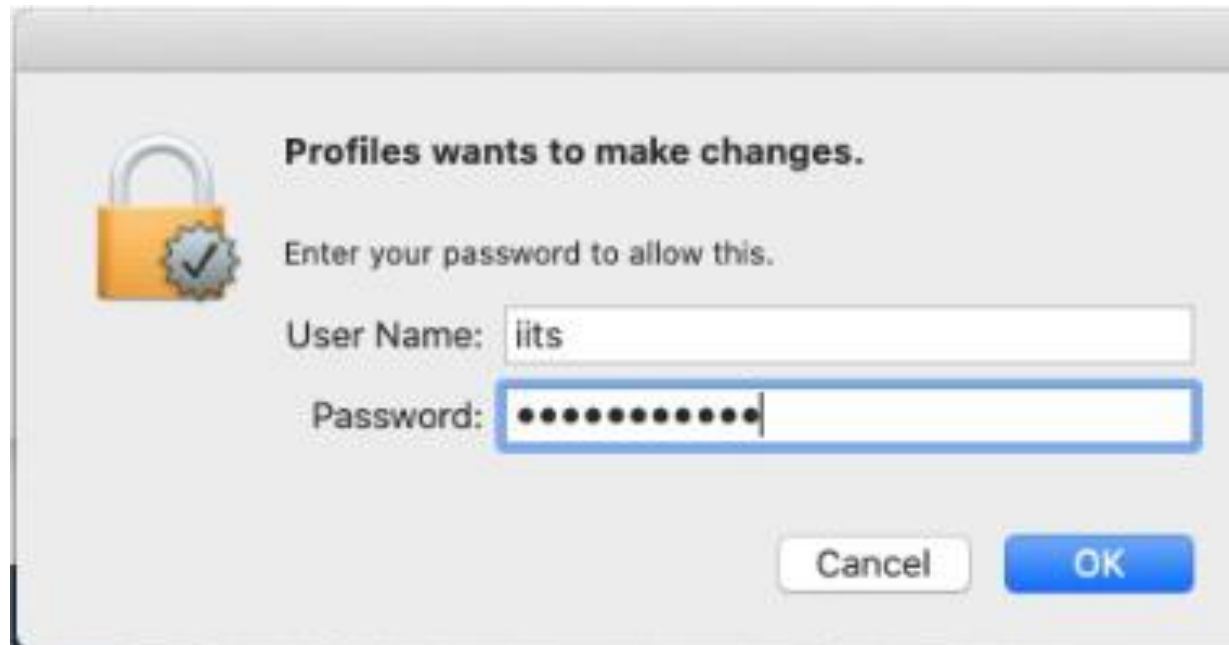 Profiles wants to make changes.
Enter your password to allow this.
User Name: iits
Password: •••••••••••
Cancel OK